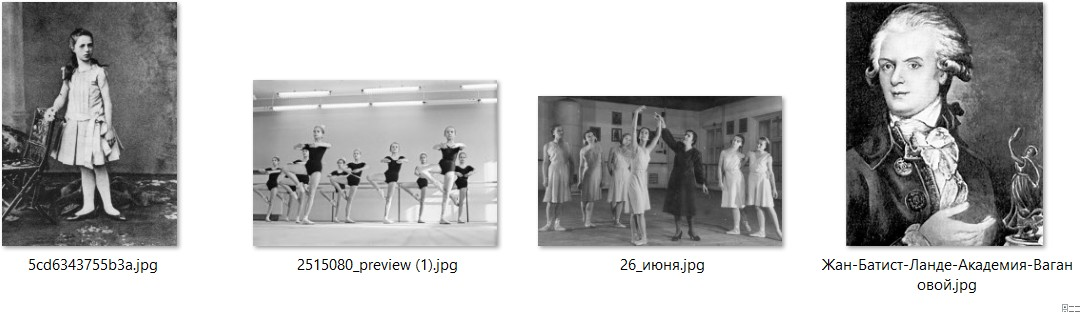 5cd6343755b3a.jpg
2515080_preview (1).jpg
26_июня.jpg
Жан-Батист-Ланде-Академия-Ваган
овой.jpg